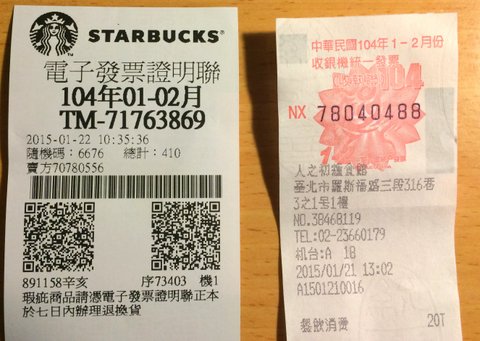 STARBUCKS
電子發票證明聯
104年01-02月
TM-71763869
2015-01-22 10:35:36
隨機碼：6676 總計：410
賣方70780556
891158辛亥 序73403 機1
瑕疵商品請憑電子發票證明聯正本
於七日內辦理退換貨
中華民國104年1-2月份
收銀機統一發票
104
NX 78040488
人之初蔬食館
臺北市羅斯福路三段316巷
3之1號1樓
NO.38468119
TEL:02-23660179
机台: A 18
2015/01/21 13:02
A1501210016
餐飲消費 20T